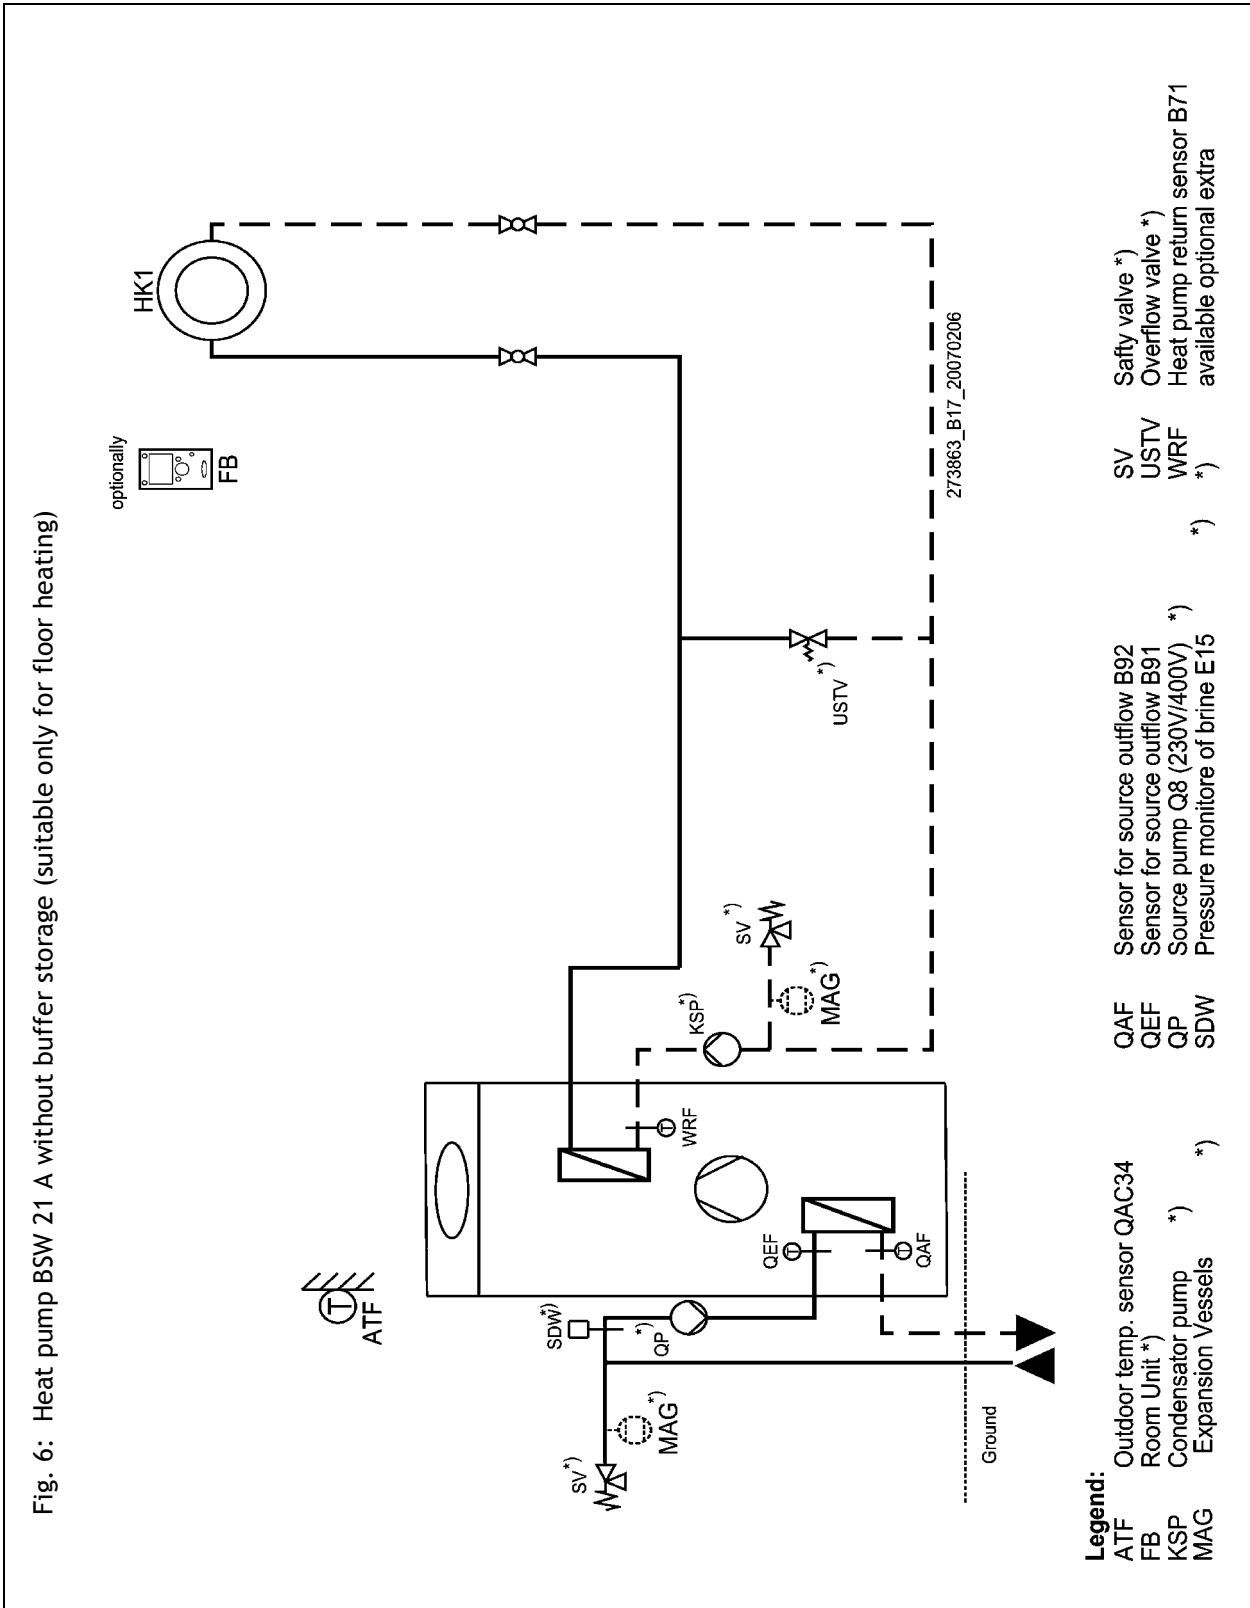 Fig. 6: Heat pump BSW 21 A without buffer storage (suitable only for floor heating)
optionally
FB
HK1
ATF
T
SV*)
MAG*)
SDW*)
*)
QP
QEF
T
QAF
T
WRF
T
KSP*)
SV*)
MAG*)
USTV*)
Ground
273863_B17_20070206
Legend:
ATF Outdoor temp. sensor QAC34
FB Room Unit *)
KSP Condensator pump *)
MAG Expansion Vessels *)
QAF Sensor for source outflow B92
QEF Sensor for source outflow B91
QP Source pump Q8 (230V/400V) *)
SDW Pressure monitore of brine E15 *)
SV Safty valve *)
USTV Overflow valve *)
WRF Heat pump return sensor B71
*) available optional extra